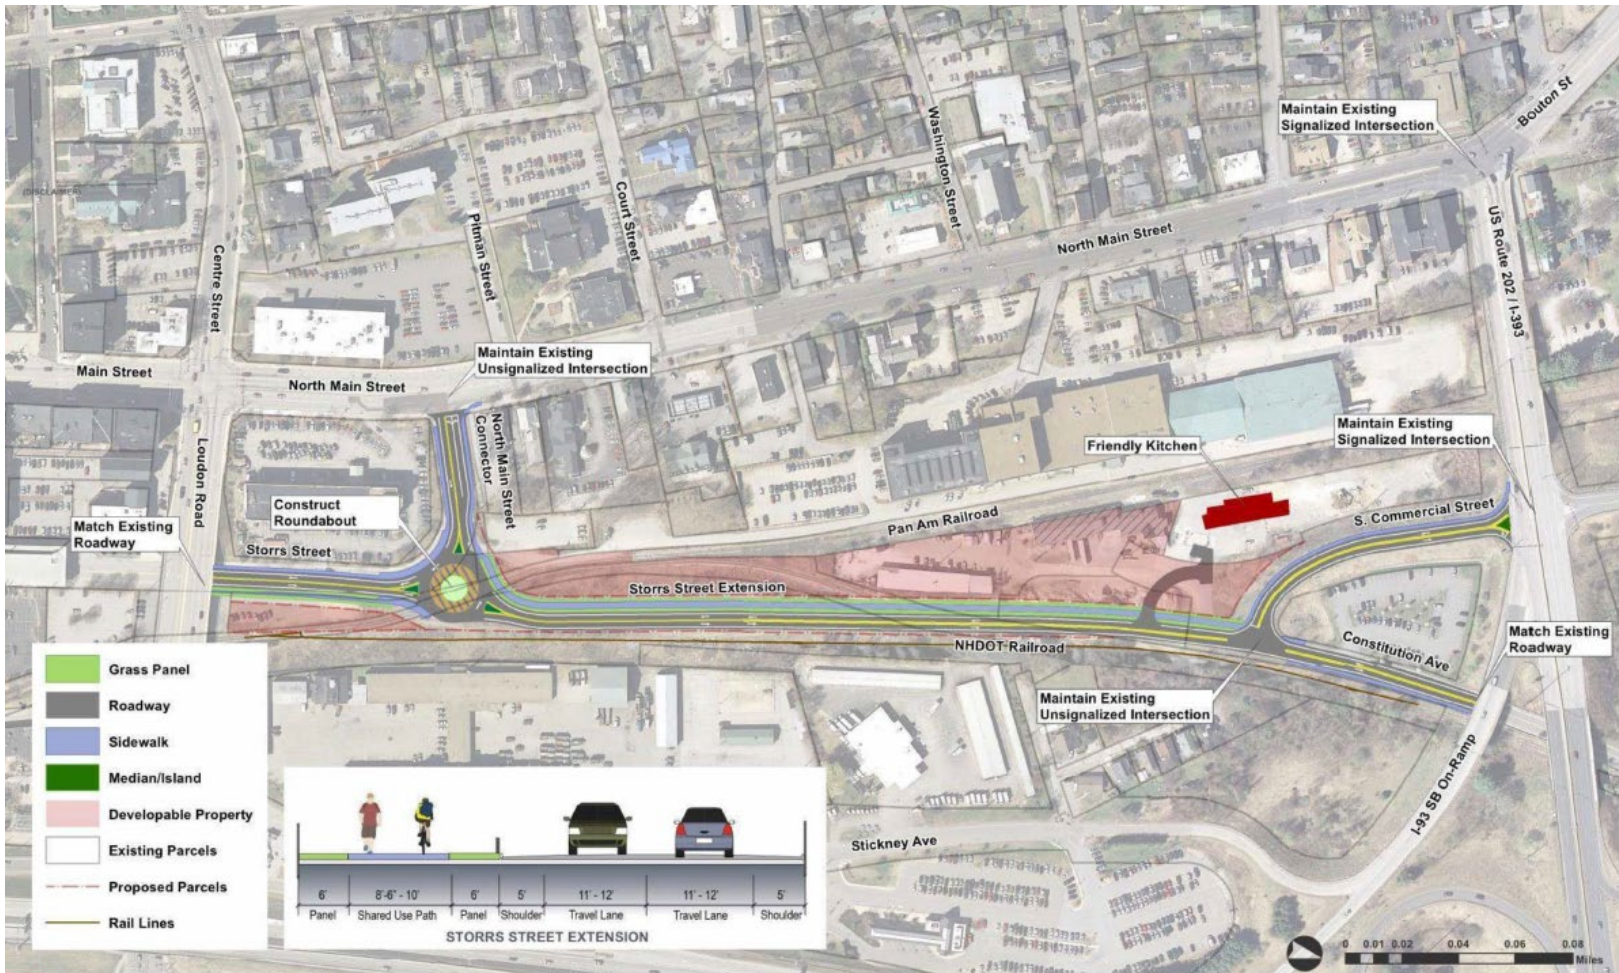 Bouton St
Maintain Existing
Signalized Intersection
Washington Street
(DISCLAIMER)
Court Street
Pitman Street
Centre Street
North Main Street
US Route 202 / I-393
Main Street
North Main Street
Maintain Existing
Unsignalized Intersection
North Main Street
Connector
Loudon Road
Maintain Existing
Signalized Intersection
Friendly Kitchen
Construct
Roundabout
Match Existing
Roadway
Pan Am Railroad
S. Commercial Street
Storrs Street
Storrs Street Extension
NHDOT Railroad
Constitution Ave
Match Existing
Roadway
Maintain Existing
Unsignalized Intersection
I-93 SB On-Ramp
Stickney Ave
Grass Panel
Roadway
Sidewalk
Median/Island
Developable Property
Existing Parcels
Proposed Parcels
Rail Lines
6' 8'-6" - 10' 6' 5' 11' - 12' 11' - 12' 5'
Panel Shared Use Path Panel Shoulder Travel Lane Travel Lane Shoulder
STORRS STREET EXTENSION
0 0.01 0.02 0.04 0.06 0.08
Miles